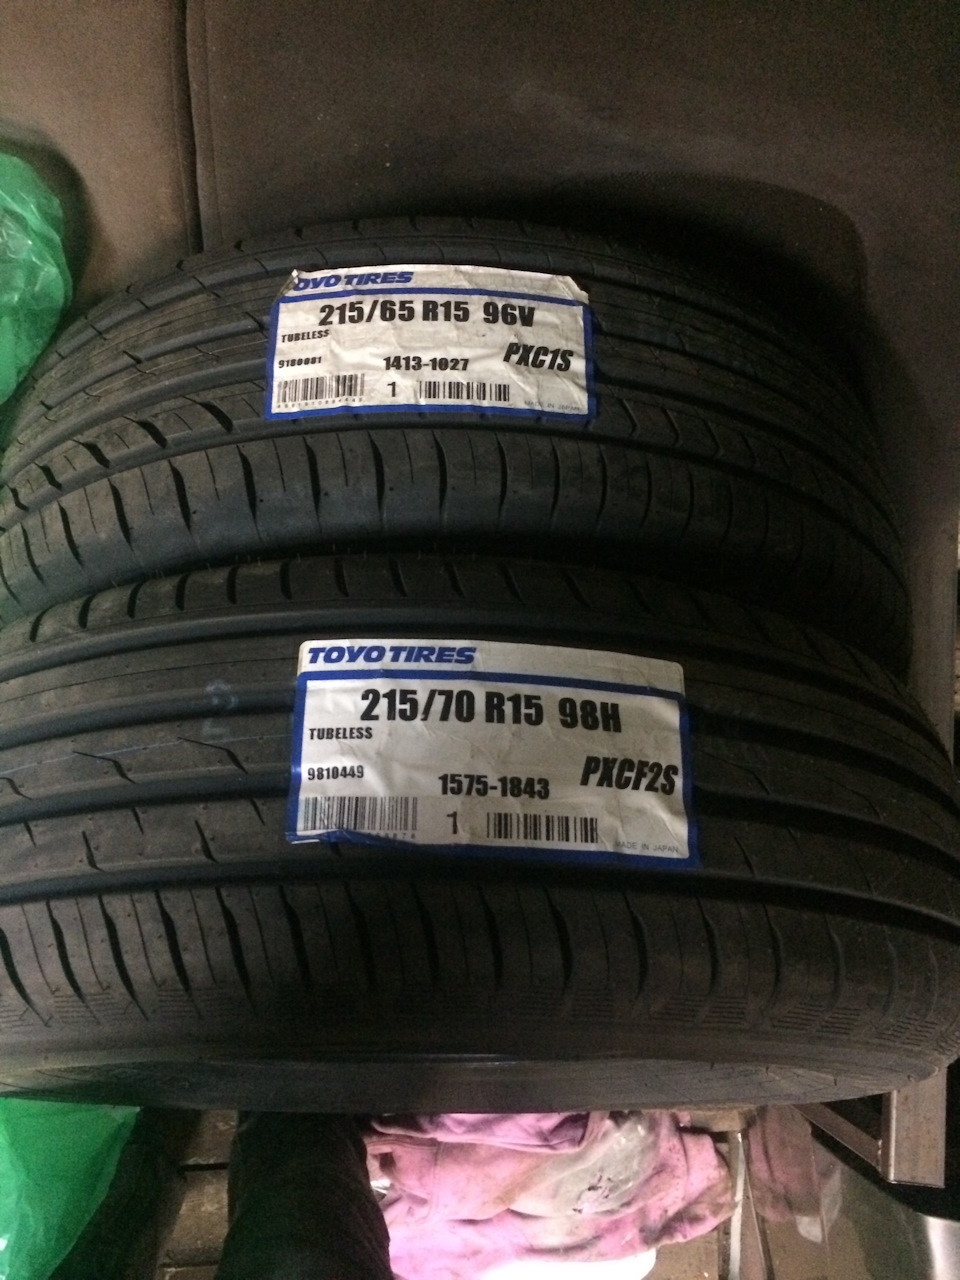 TOYO TIRES
215/65 R15 96V
TUBELESS
PXC1S
9180081
1413-1027
1
MADE IN JAPAN
TOYO TIRES
215/70 R15 98H
TUBELESS
PXCF2S
9810449
1575-1843
1
MADE IN JAPAN